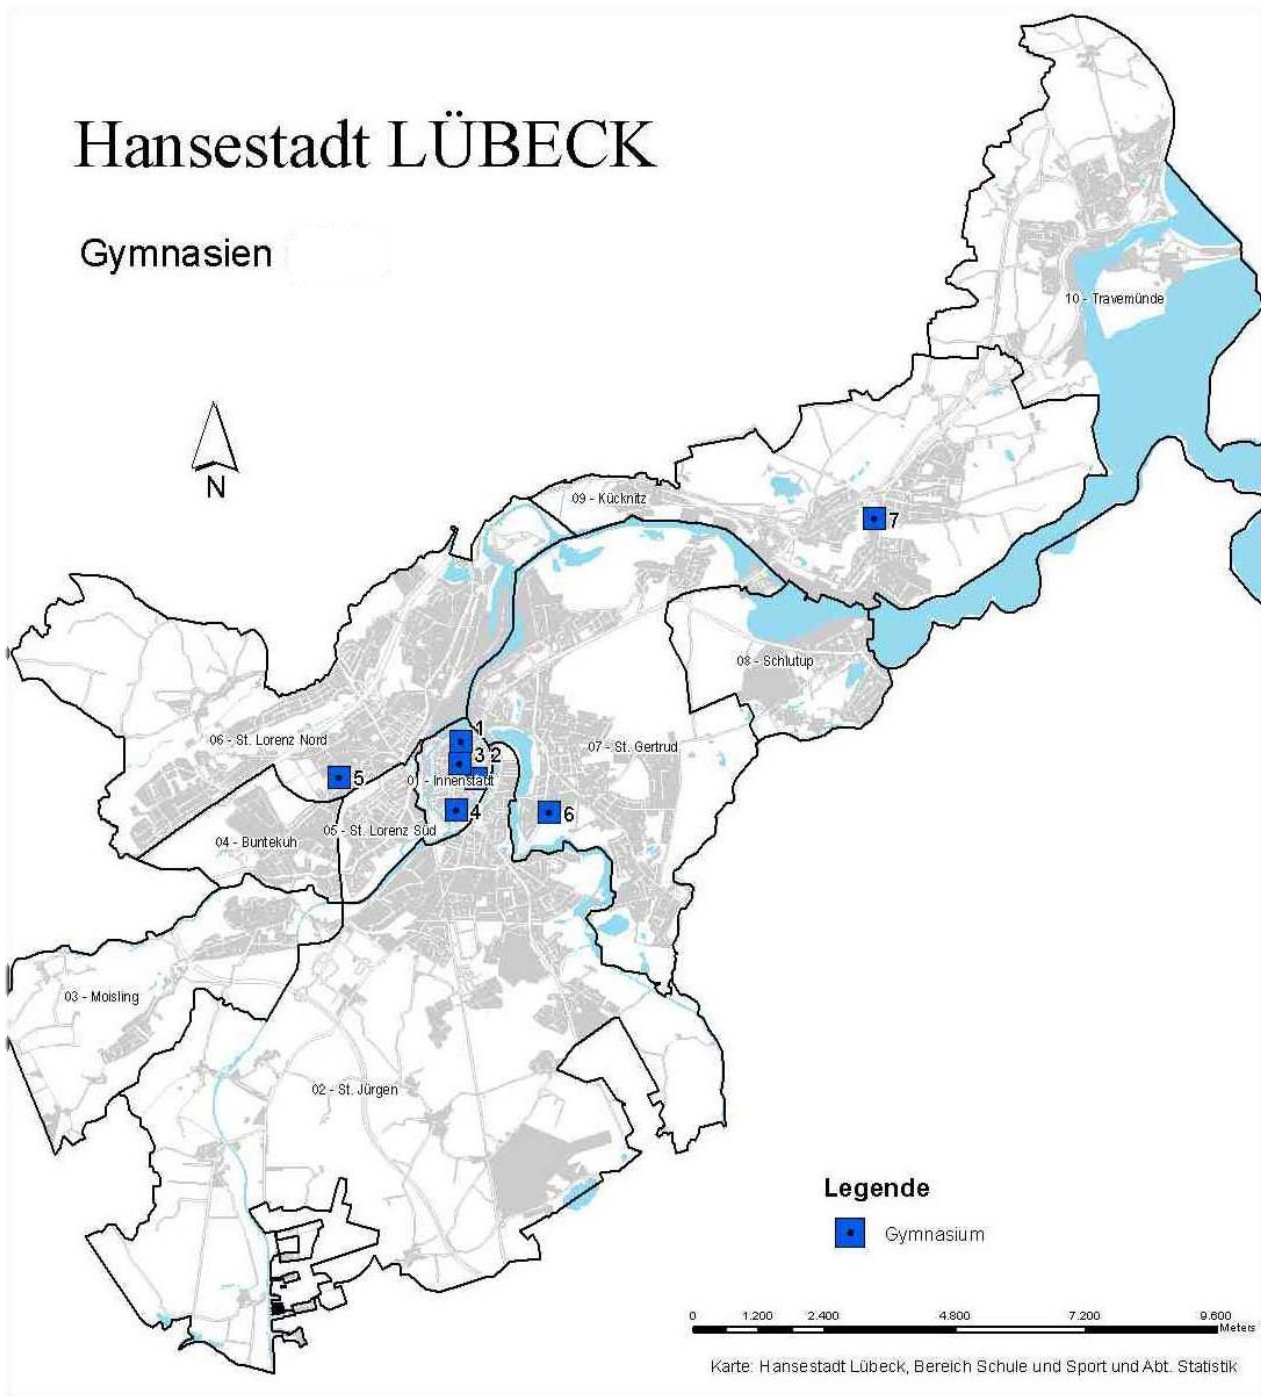 Hansestadt LÜBECK
Gymnasien
10 - Travemünde
N
09 - Kücknitz
7
08 - Schlutup
06 - St. Lorenz Nord
1
07 - St. Gertrud
3 2
5
01 - Innenstadt
4
6
05 - St. Lorenz Süd
04 - Buntekuh
03 - Moisling
02 - St. Jürgen
Legende
Gymnasium
0 1.200 2.400 4.800 7.200 9.600
Meters
Karte: Hansestadt Lübeck, Bereich Schule und Sport und Abt. Statistik